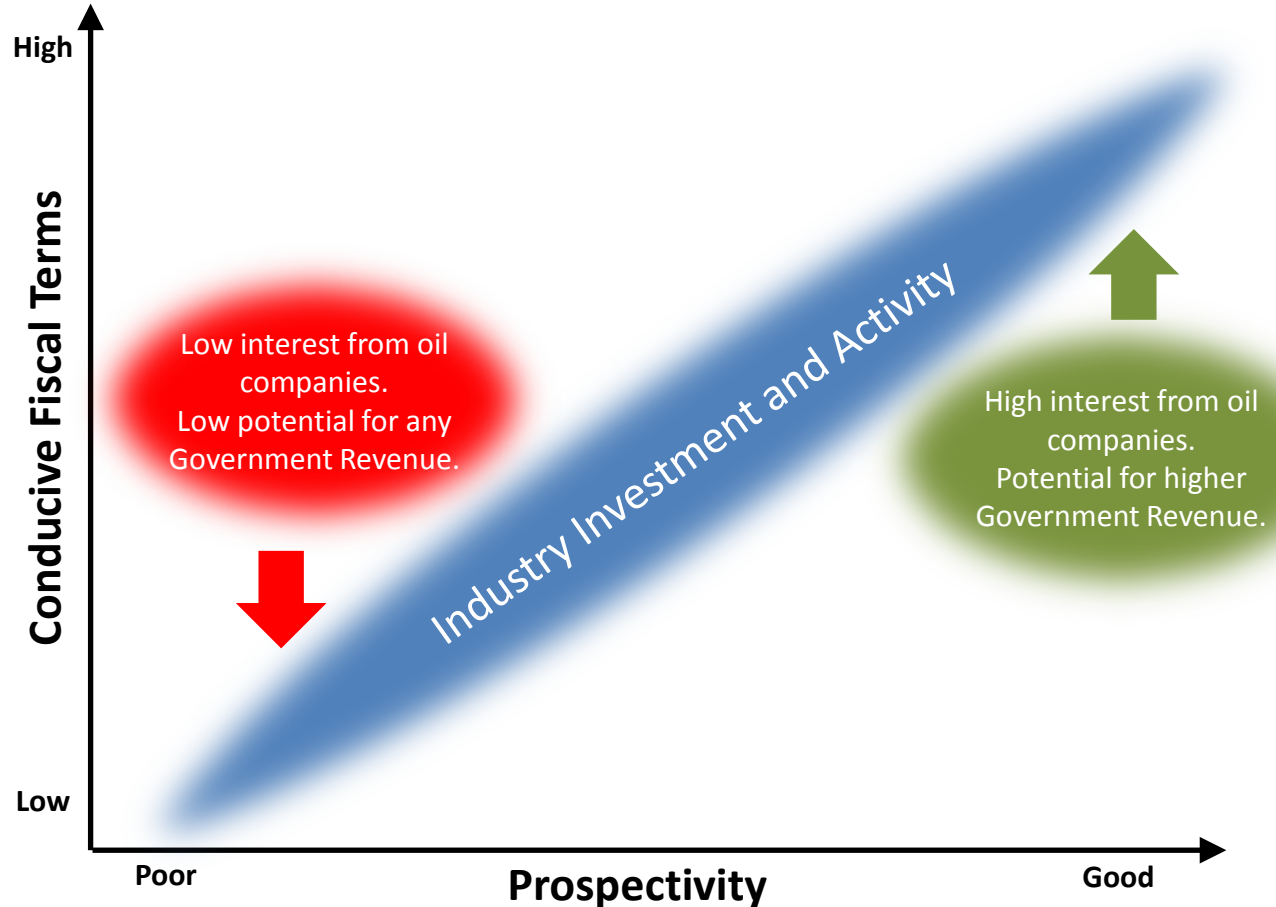 High
Conducive Fiscal Terms
Low interest from oil
companies.
Low potential for any
Government Revenue.
Industry Investment and Activity
High interest from oil
companies.
Potential for higher
Government Revenue.
Low
Poor
Prospectivity
Good